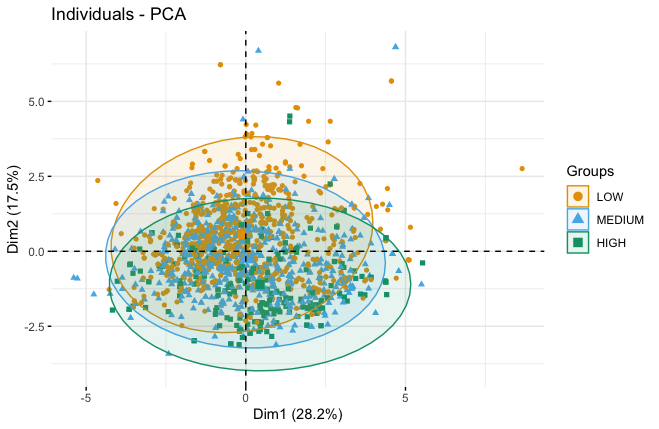 Individuals - PCA
5.0
2.5
0.0
-2.5
-5
0
5
Dim1 (28.2%)
Dim2 (17.5%)
Groups
LOW
MEDIUM
HIGH